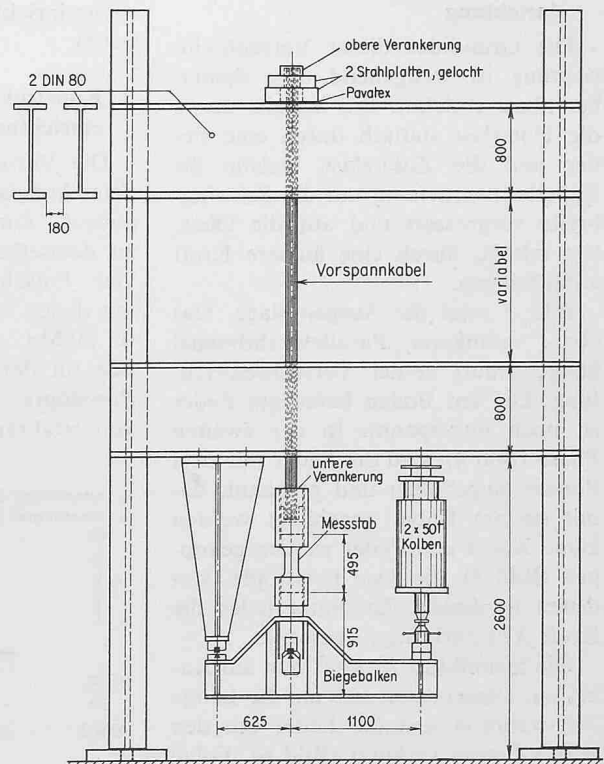 obere Verankerung
2 Stahlplatten, gelocht
Pavatex
2 DIN 80
180
800
Vorspannkabel
variabel
800
untere
Verankerung
Messstab
2 x 50t
Kolben
495
915
2600
Biegebalken
625
1100